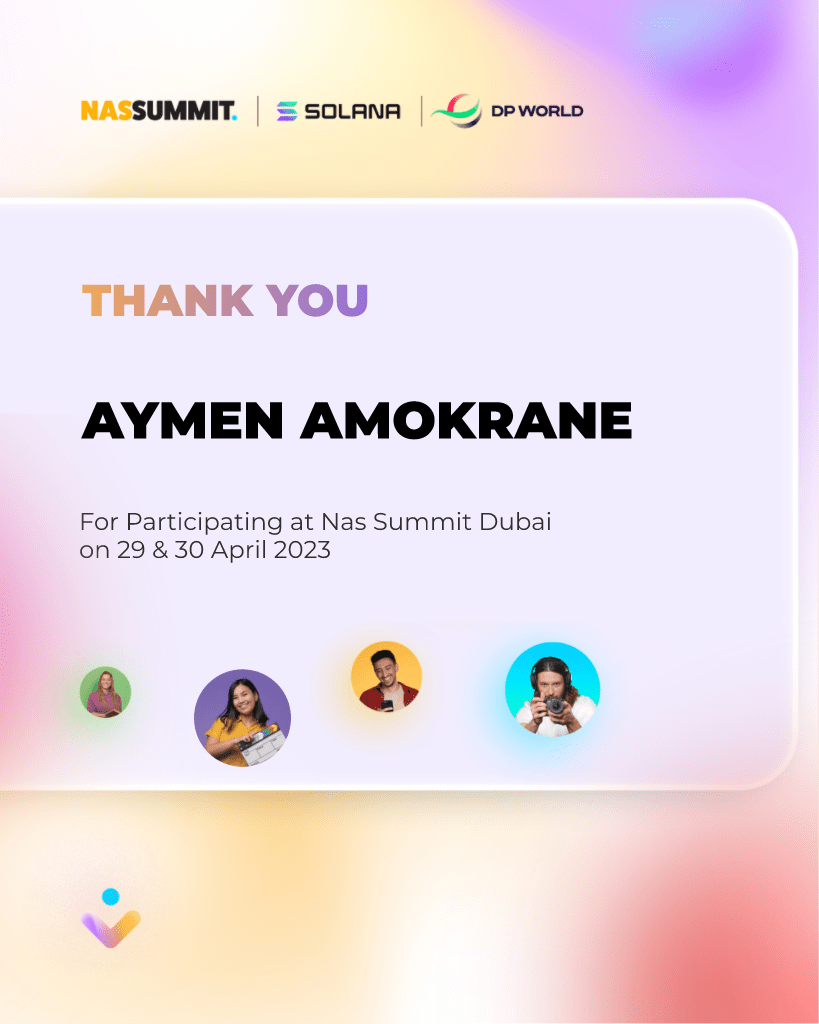 NASSUMMIT. | SOLANA | DP WORLD
THANK YOU
AYMEN AMOKRANE
For Participating at Nas Summit Dubai
on 29 & 30 April 2023